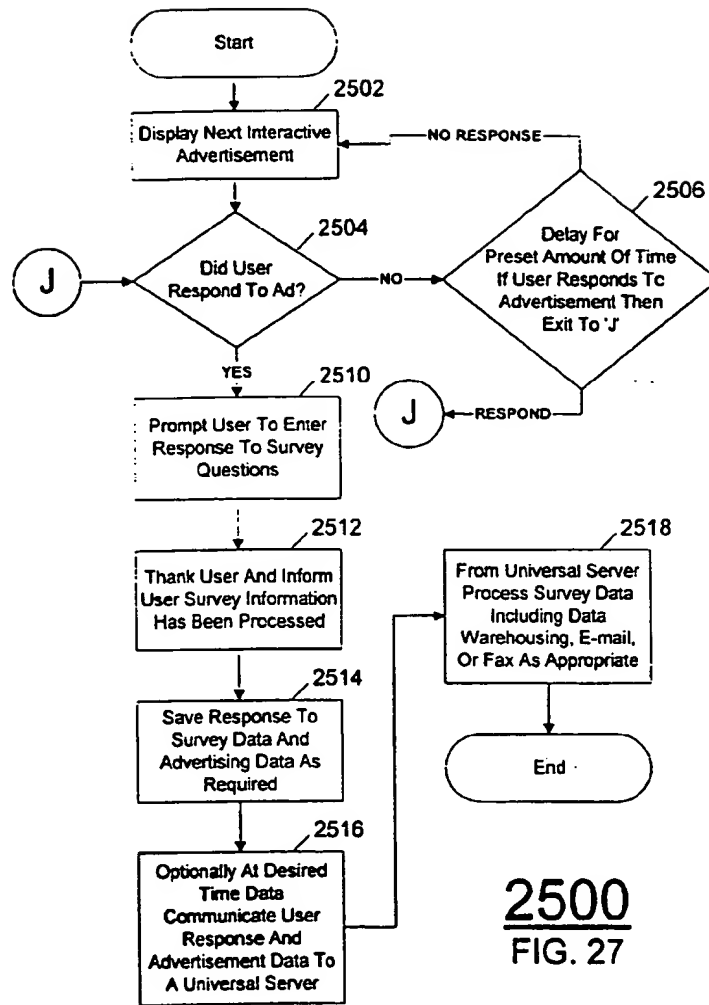 Start
2502
Display Next Interactive
Advertisement
NO RESPONSE
2506
2504
Delay For
Preset Amount Of Time
If User Responds To
Advertisement Then
Exit To 'J'
J
Did User
Respond To Ad?
NO
YES
2510
J
RESPOND
Prompt User To Enter
Response To Survey
Questions
2512
Thank User And Inform
User Survey Information
Has Been Processed
2518
From Universal Server
Process Survey Data
Including Data
Warehousing, E-mail,
Or Fax As Appropriate
2514
Save Response To
Survey Data And
Advertising Data As
Required
End
2516
Optionally At Desired
Time Data
Communicate User
Response And
Advertisement Data To
A Universal Server
2500
FIG. 27